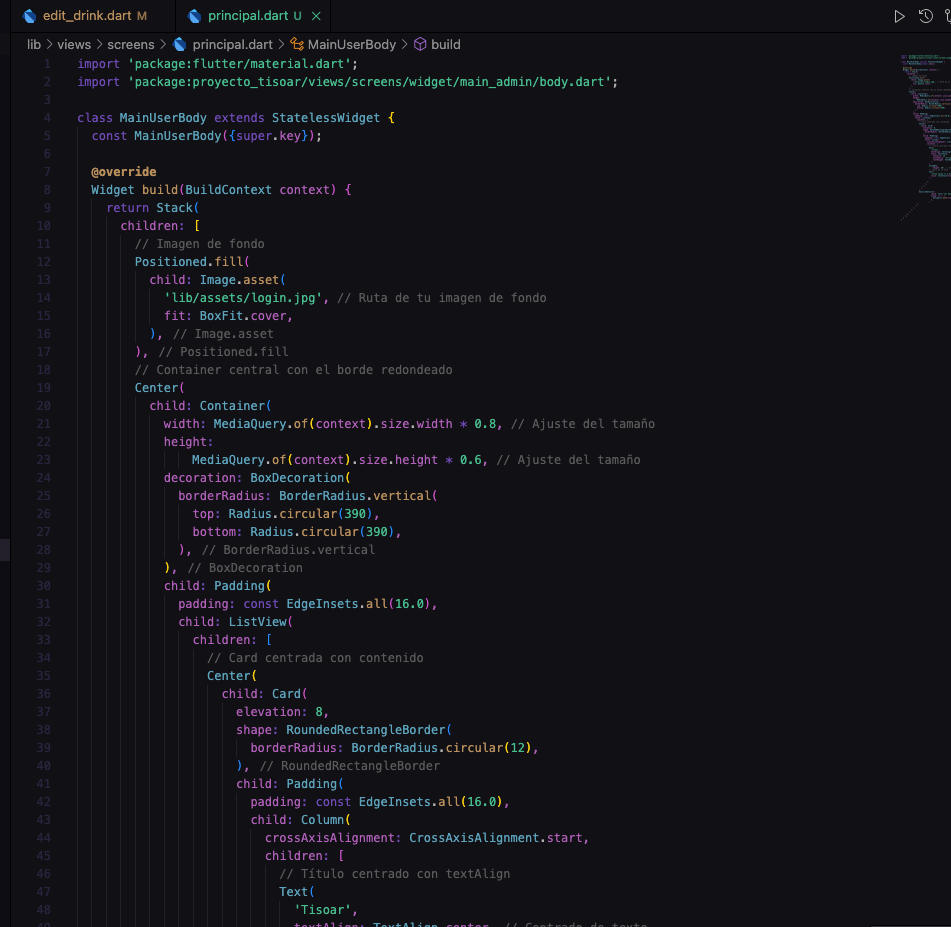 edit_drink.dart M
principal.dart U
lib > views > screens > principal.dart > MainUserBody > build
1 import 'package:flutter/material.dart';
2 import 'package:proyecto_tisoar/views/screens/widget/main_admin/body.dart';
3
4 class MainUserBody extends StatelessWidget {
5 const MainUserBody({super.key});
6
7 @override
8 Widget build(BuildContext context) {
9 return Stack(
10 children: [
11 // Imagen de fondo
12 Positioned.fill(
13 child: Image.asset(
14 'lib/assets/login.jpg', // Ruta de tu imagen de fondo
15 fit: BoxFit.cover,
16 ), // Image.asset
17 ), // Positioned.fill
18 // Container central con el borde redondeado
19 Center(
20 child: Container(
21 width: MediaQuery.of(context).size.width * 0.8, // Ajuste del tamaño
22 height:
23 MediaQuery.of(context).size.height * 0.6, // Ajuste del tamaño
24 decoration: BoxDecoration(
25 borderRadius: BorderRadius.vertical(
26 top: Radius.circular(390),
27 bottom: Radius.circular(390),
28 ), // BorderRadius.vertical
29 ), // BoxDecoration
30 child: Padding(
31 padding: const EdgeInsets.all(16.0),
32 child: ListView(
33 children: [
34 // Card centrada con contenido
35 Center(
36 child: Card(
37 elevation: 8,
38 shape: RoundedRectangleBorder(
39 borderRadius: BorderRadius.circular(12),
40 ), // RoundedRectangleBorder
41 child: Padding(
42 padding: const EdgeInsets.all(16.0),
43 child: Column(
44 crossAxisAlignment: CrossAxisAlignment.start,
45 children: [
46 // Título centrado con textAlign
47 Text(
48 'Tisoar',
49 textAlign: TextAlign.center, // Centrado de texto